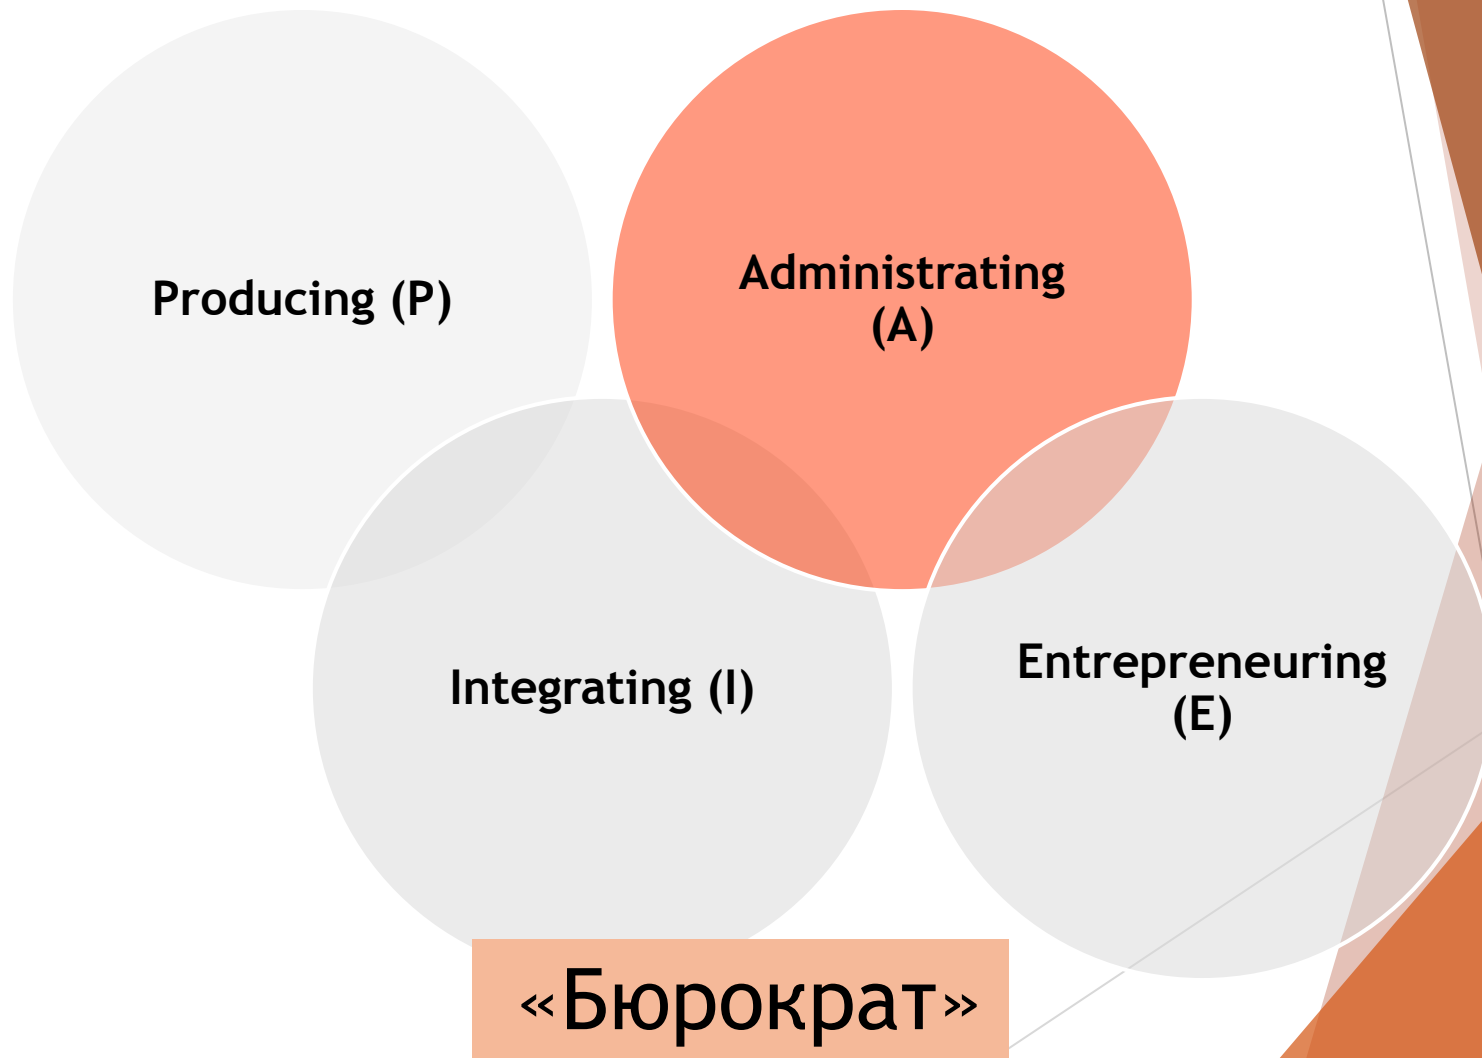 Producing (P)
Administrating
(A)
Integrating (I)
Entrepreneuring
(E)
«Бюрократ»